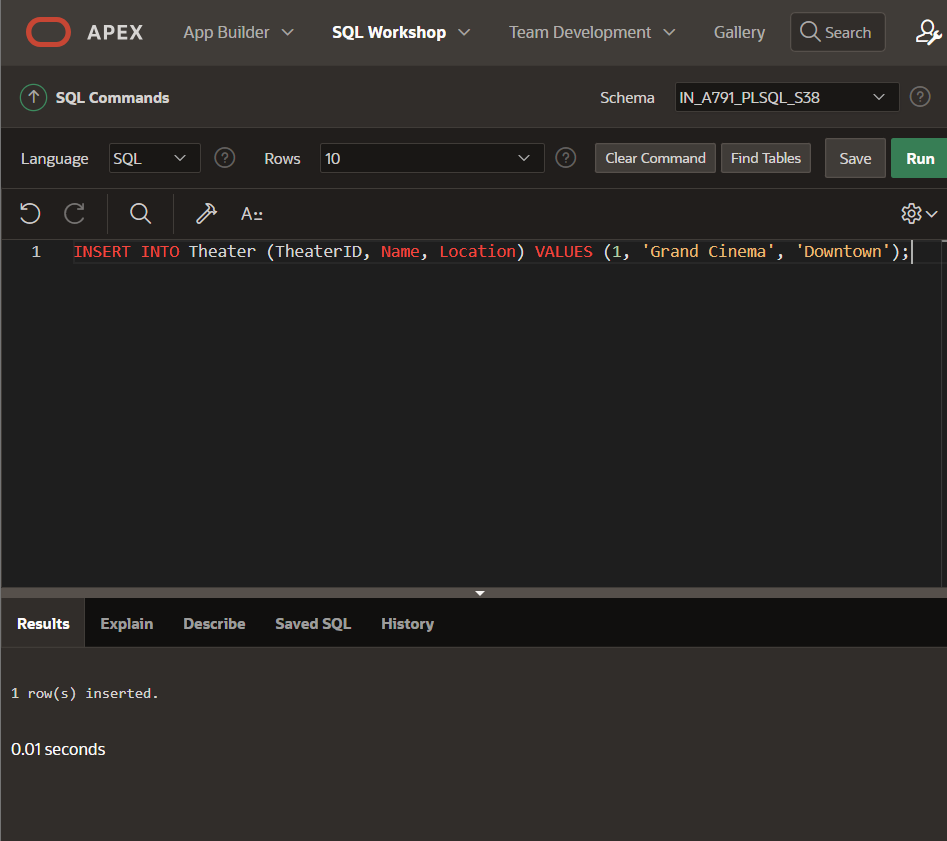 APEX App Builder SQL Workshop Team Development Gallery Search
SQL Commands Schema IN_A791_PLSQL_S38 ?
Language SQL ? Rows 10 ? Clear Command Find Tables Save Run
A::
1 INSERT INTO Theater (TheaterID, Name, Location) VALUES (1, 'Grand Cinema', 'Downtown');
Results Explain Describe Saved SQL History
1 row(s) inserted.
0.01 seconds